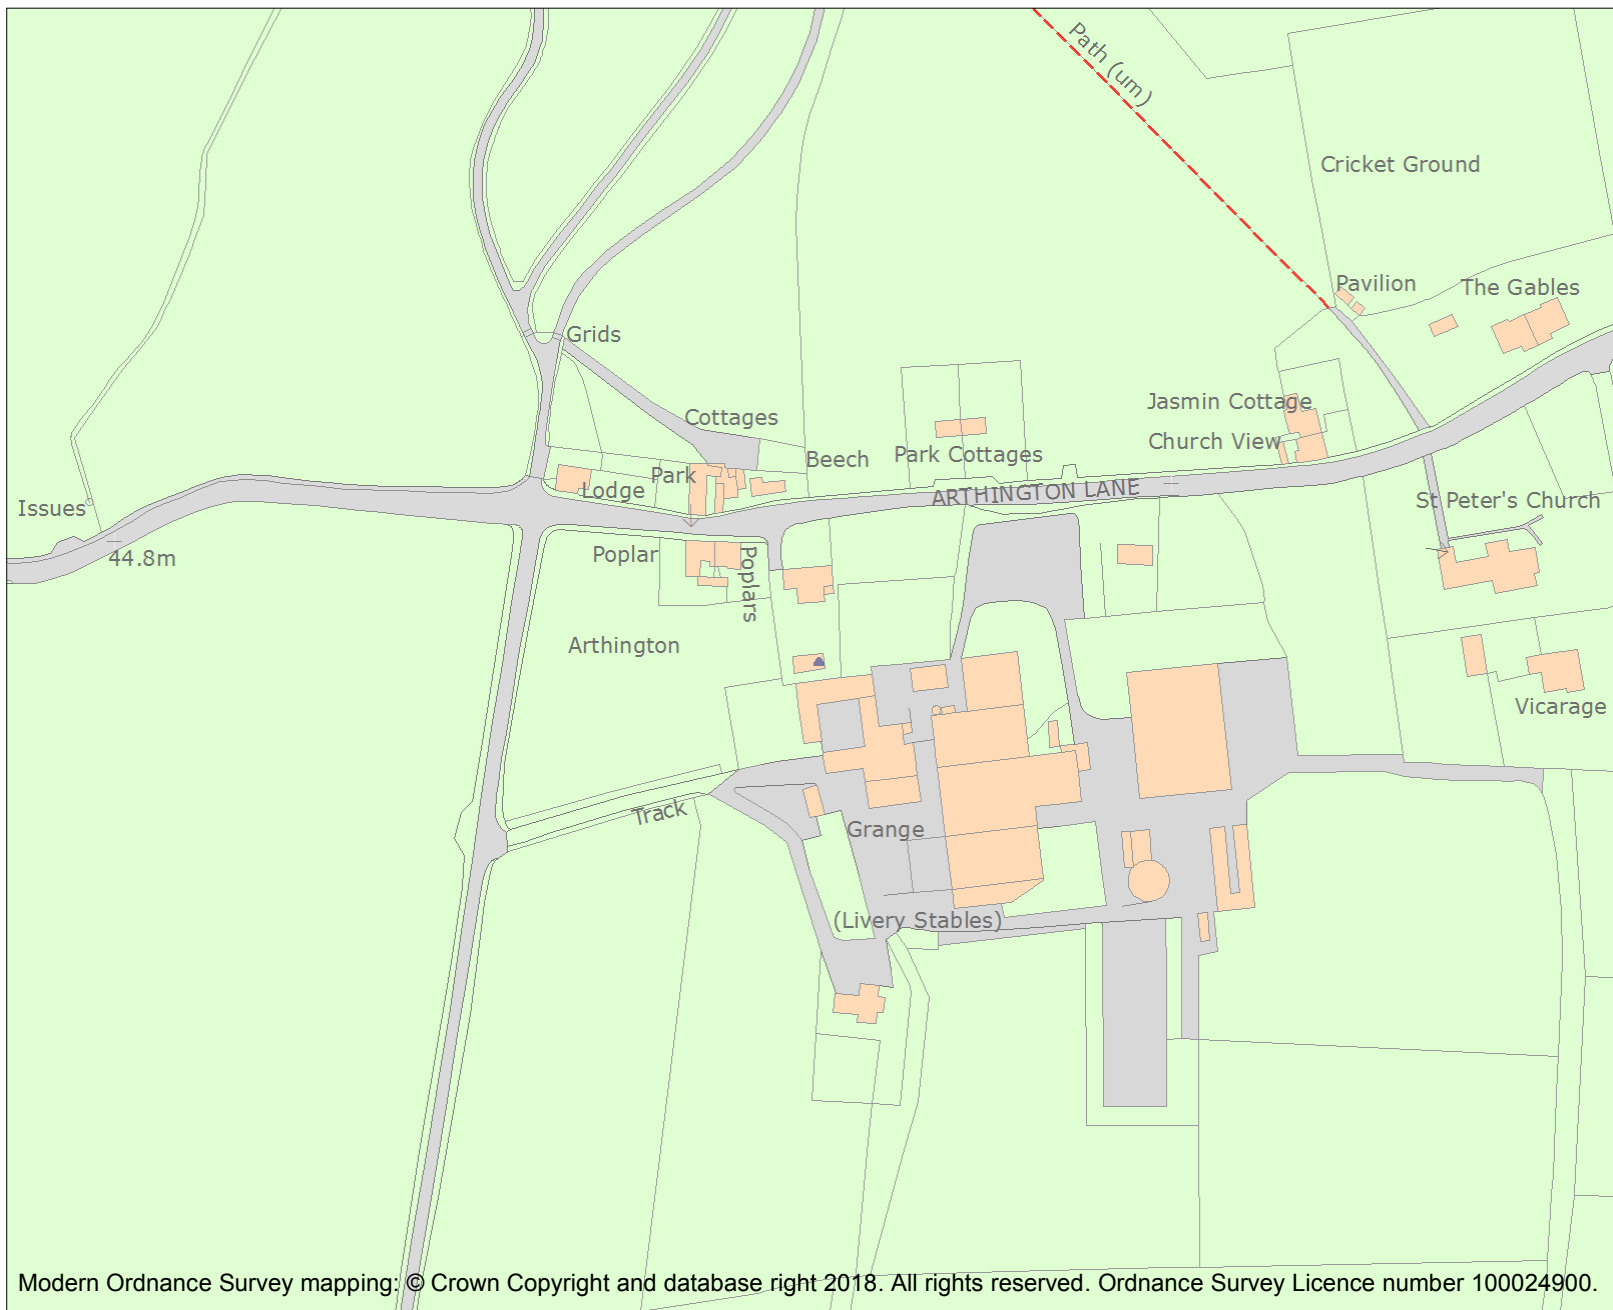 Path (um)
Cricket Ground
Pavilion
The Gables
Grids
Jasmin Cottage
Cottages
Church View
Park Cottages
Beech
Park
Lodge
ARTHINGTON LANE
St Peter's Church
Issues
44.8m
Poplar
Poplars
Arthington
Vicarage
Track
Grange
(Livery Stables)
Modern Ordnance Survey mapping: © Crown Copyright and database right 2018. All rights reserved. Ordnance Survey Licence number 100024900.